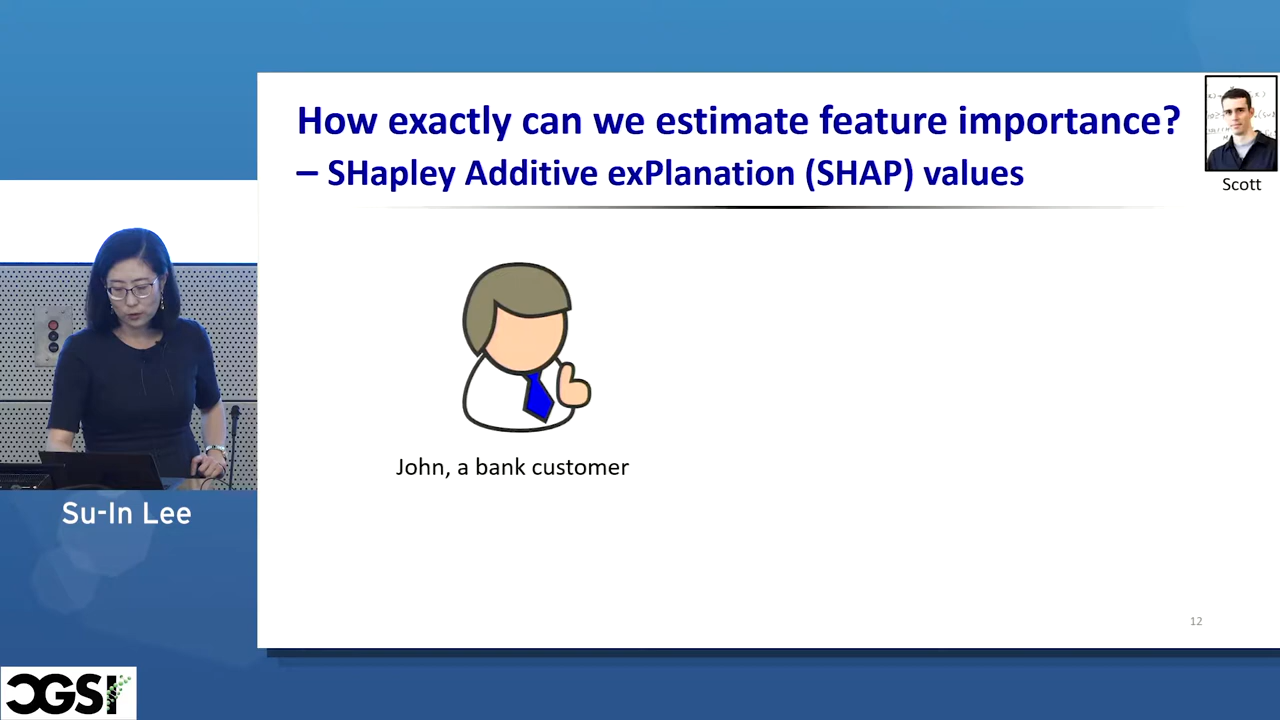 How exactly can we estimate feature importance?
– SHapley Additive exPlanation (SHAP) values
Scott
John, a bank customer
Su-In Lee
12
CGSI